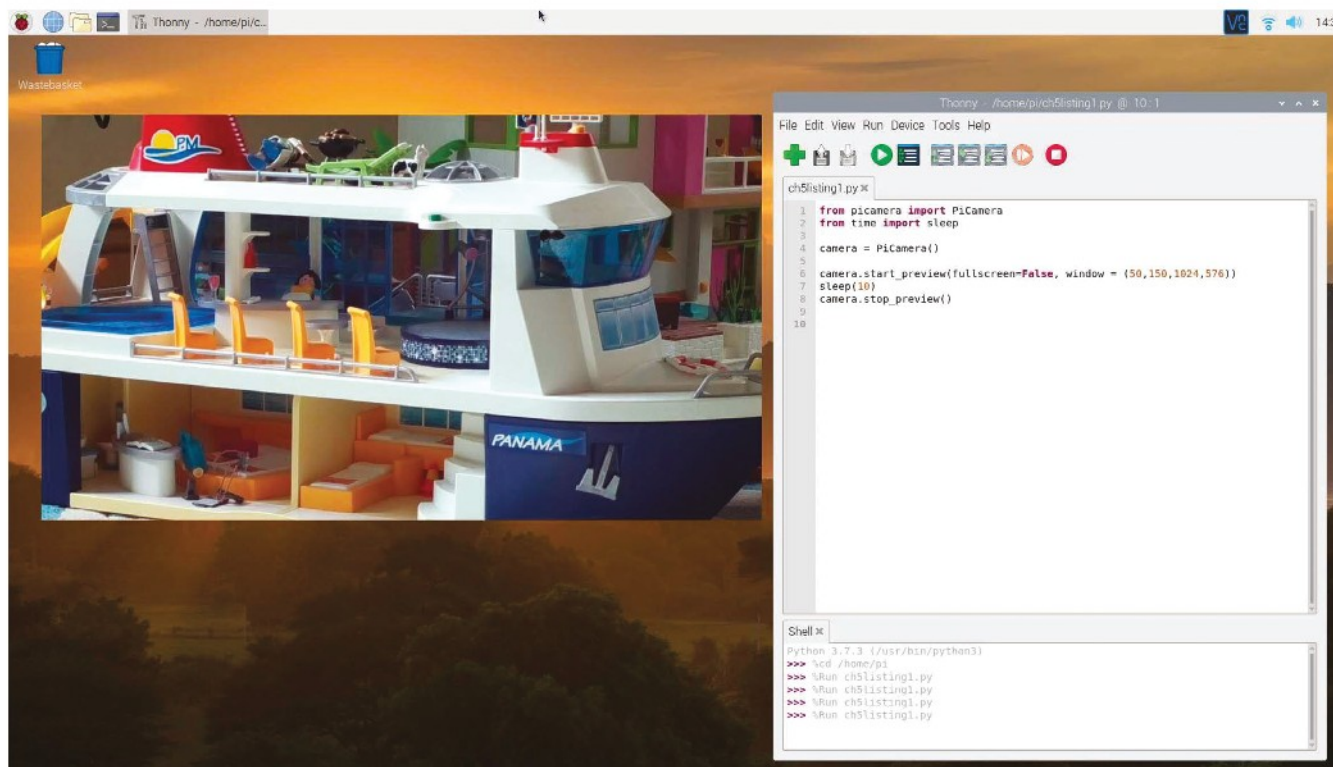 Thonny - /home/pi/c...
14:3
Wastebasket
PM
PANAMA
Thonny - /home/pi/ch5listing1.py @ 10:1
File Edit View Run Device Tools Help
ch5listing1.py
1 from picamera import PiCamera
2 from time import sleep
3
4 camera = PiCamera()
5
6 camera.start_preview(fullscreen=False, window = (50,150,1024,576))
7 sleep(10)
8 camera.stop_preview()
9
10
Shell
Python 3.7.3 (/usr/bin/python3)
>>> %cd /home/pi
>>> %Run ch5listing1.py
>>> %Run ch5listing1.py
>>> %Run ch5listing1.py
>>> %Run ch5listing1.py